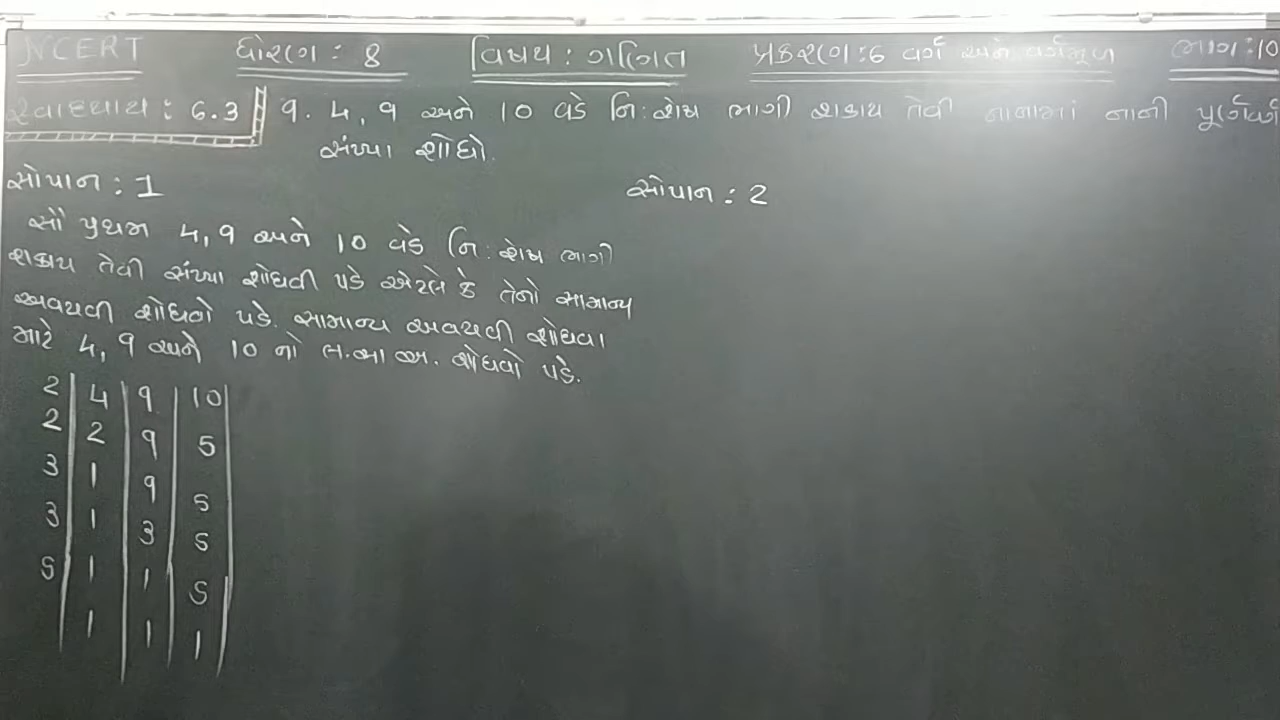 NCERT ધોરણ : 8 વિષય : ગણિત પ્રકરણ : 6 વર્ગ અને વર્ગમૂળ ભાગ : 10
સ્વાધ્યાય : 6.3 9. 4, 9 અને 10 વડે નિ:શેષ ભાગી શકાય તેવી નાનામાં નાની પૂર્ણવર્ગ
સંખ્યા શોધો.
સોપાન : 1
સૌ પ્રથમ 4, 9 અને 10 વડે નિ:શેષ ભાગી
શકાય તેવી સંખ્યા શોધવી પડે એટલે કે તેનો સામાન્ય
અવયવી શોધવો પડે. સામાન્ય અવયવી શોધવા
માટે 4, 9 અને 10 નો લ.સા.અ. શોધવો પડે.
2 4 9 10
2 2 9 5
3 1 9 5
3 1 3 5
5 1 1 5
1 1 1
સોપાન : 2